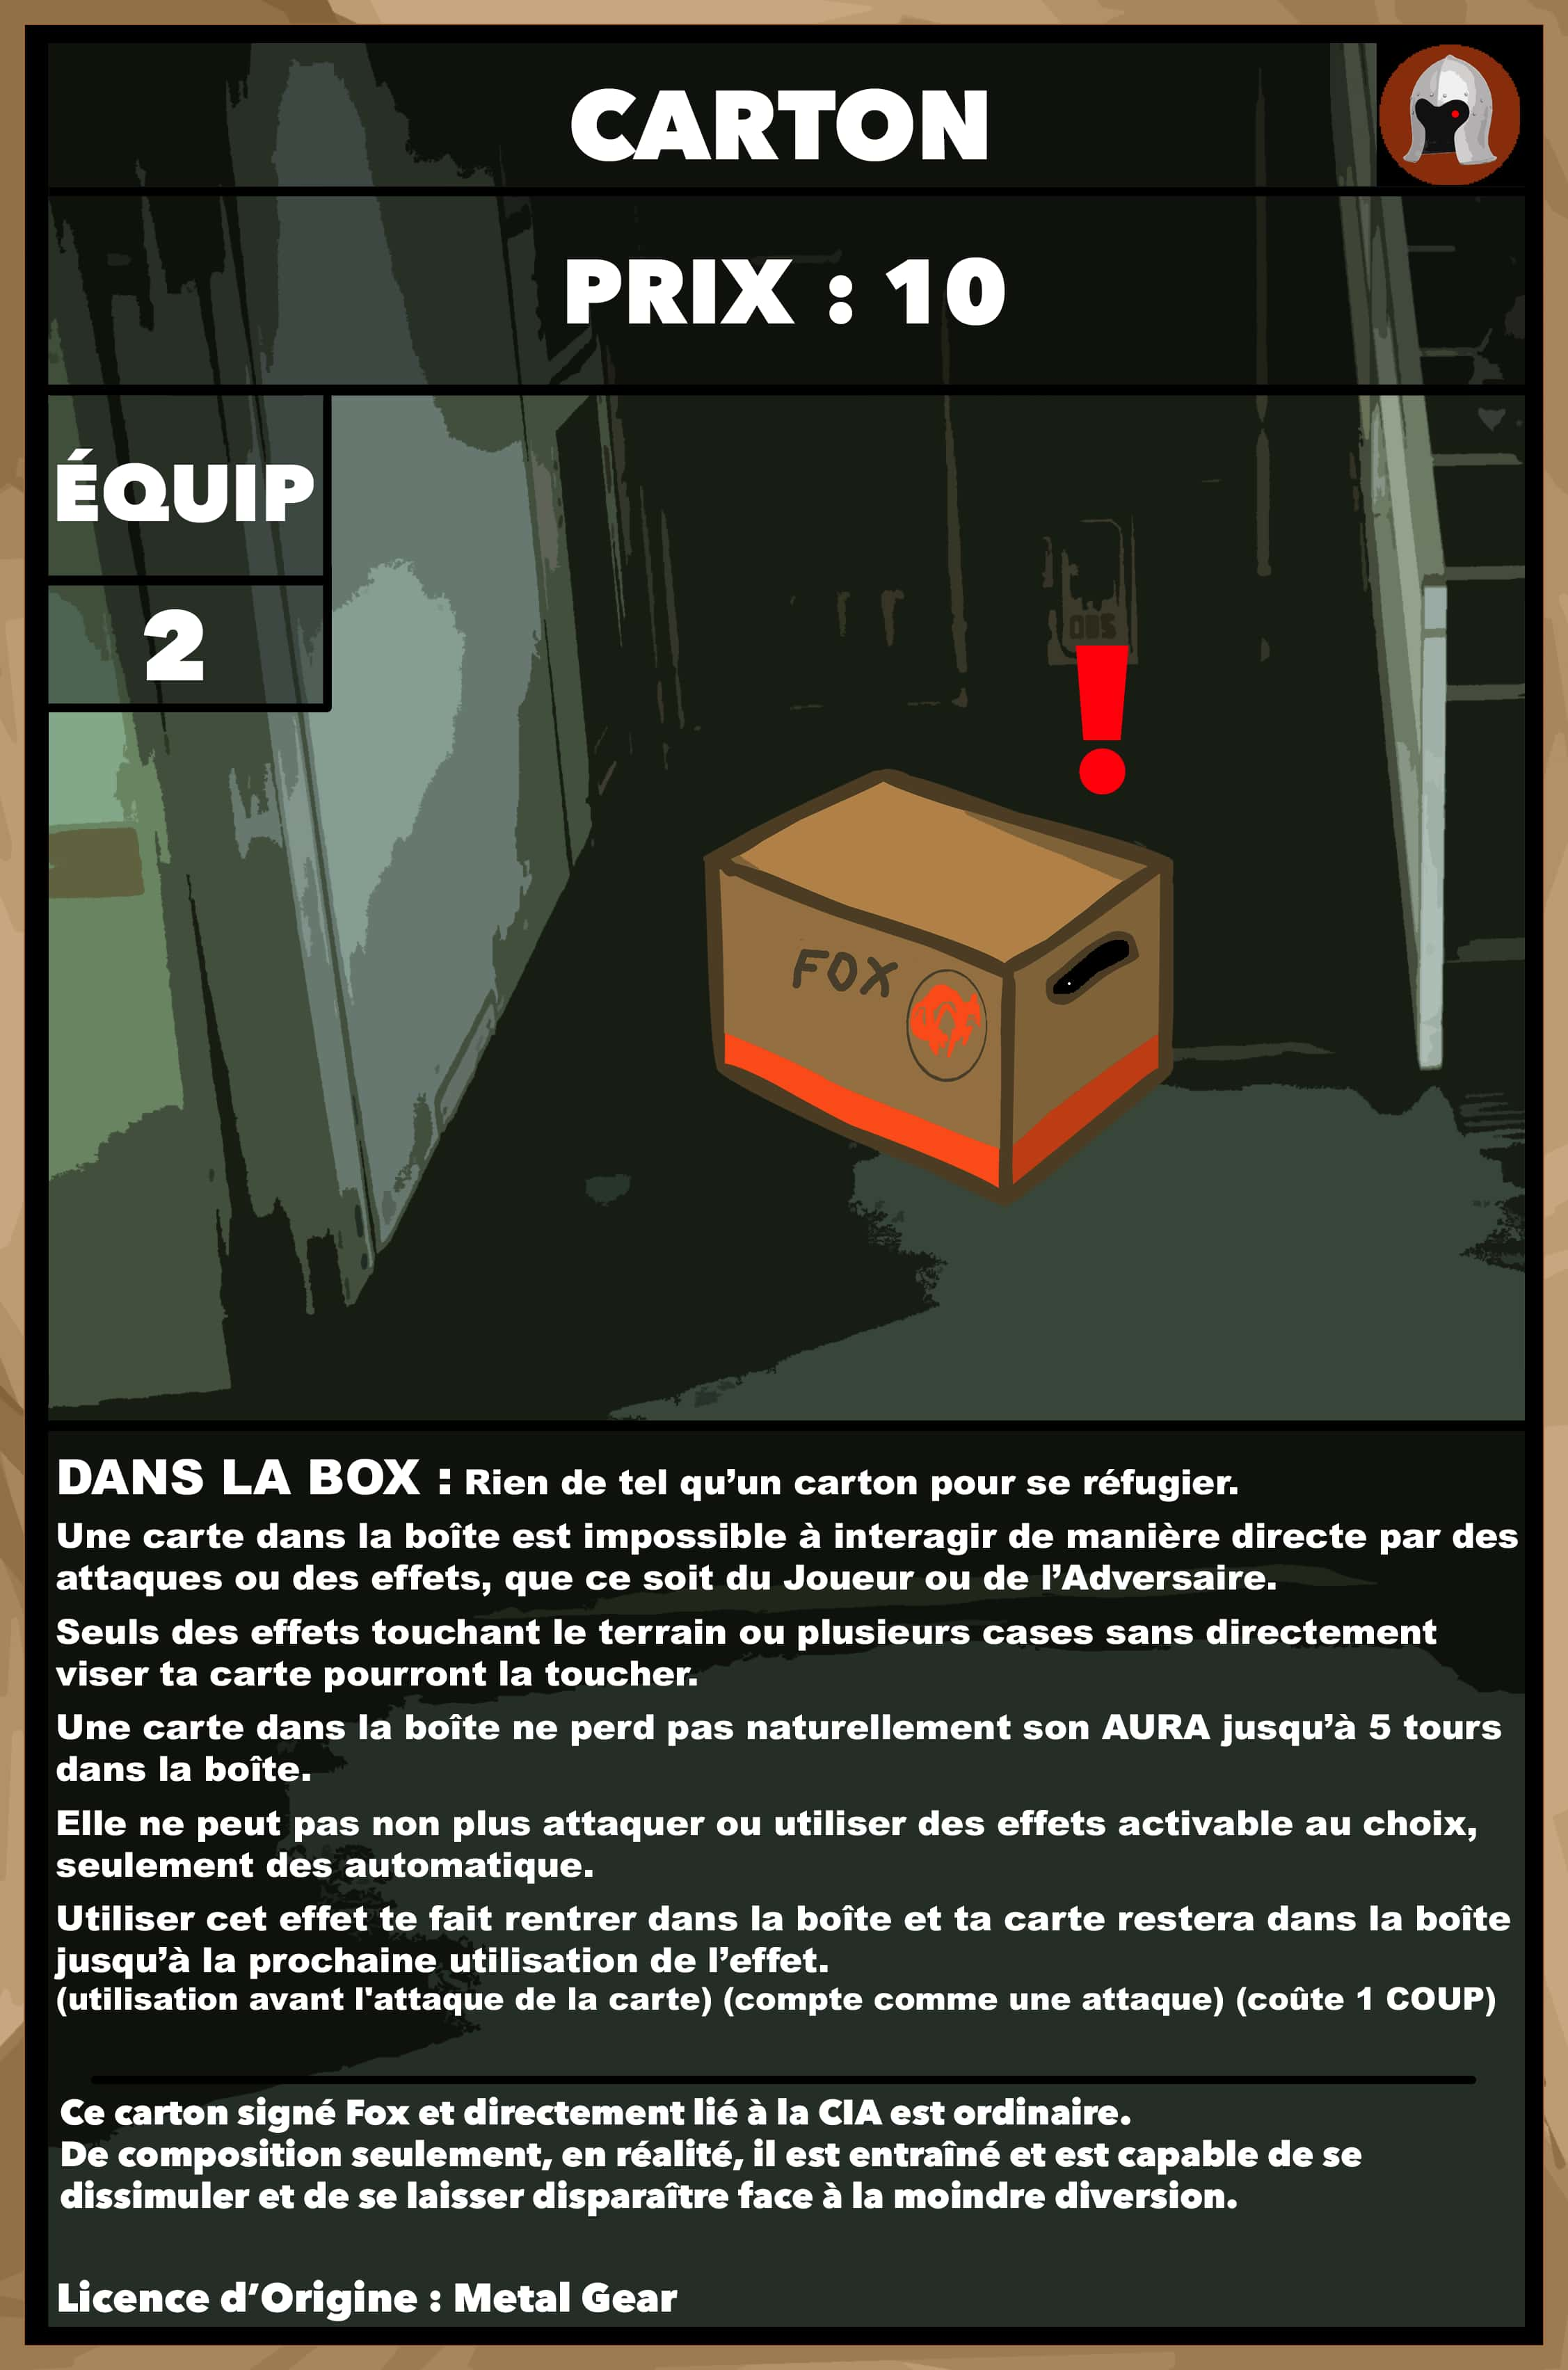 CARTON
PRIX : 10
ÉQUIP
2
005
!
FOX
DANS LA BOX : Rien de tel qu’un carton pour se réfugier.
Une carte dans la boîte est impossible à interagir de manière directe par des
attaques ou des effets, que ce soit du Joueur ou de l’Adversaire.
Seuls des effets touchant le terrain ou plusieurs cases sans directement
viser ta carte pourront la toucher.
Une carte dans la boîte ne perd pas naturellement son AURA jusqu’à 5 tours
dans la boîte.
Elle ne peut pas non plus attaquer ou utiliser des effets activable au choix,
seulement des automatique.
Utiliser cet effet te fait rentrer dans la boîte et ta carte restera dans la boîte
jusqu’à la prochaine utilisation de l’effet.
(utilisation avant l'attaque de la carte) (compte comme une attaque) (coûte 1 COUP)
Ce carton signé Fox et directement lié à la CIA est ordinaire.
De composition seulement, en réalité, il est entraîné et est capable de se
dissimuler et de se laisser disparaître face à la moindre diversion.
Licence d’Origine : Metal Gear